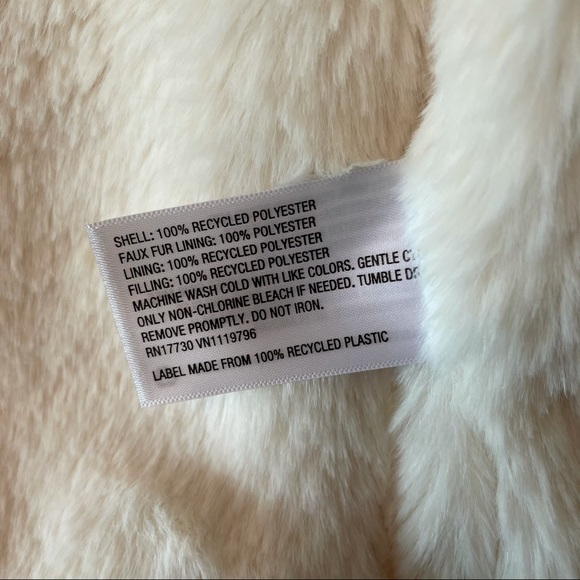 SHELL: 100% RECYCLED POLYESTER
FAUX FUR LINING: 100% POLYESTER
LINING: 100% RECYCLED POLYESTER
FILLING: 100% RECYCLED POLYESTER
MACHINE WASH COLD WITH LIKE COLORS. GENTLE
ONLY NON-CHLORINE BLEACH IF NEEDED. TUMBLE
REMOVE PROMPTLY. DO NOT IRON.
RN17730 VN1119796
LABEL MADE FROM 100% RECYCLED PLASTIC